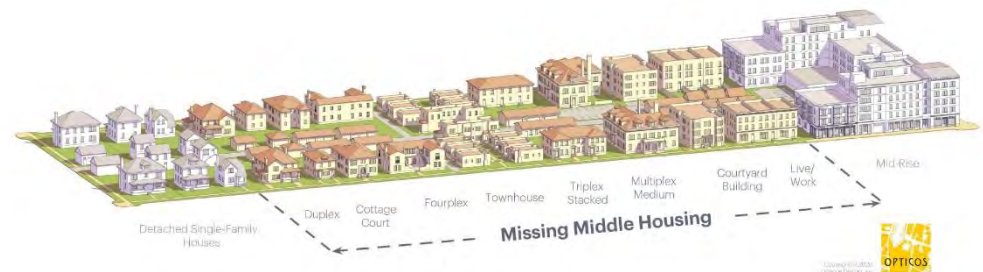 Detached Single-Family
Houses
Duplex
Cottage
Court
Fourplex
Townhouse
Triplex
Stacked
Multiplex
Medium
Courtyard
Building
Live/
Work
Mid-Rise
Missing Middle Housing
OPTICOS